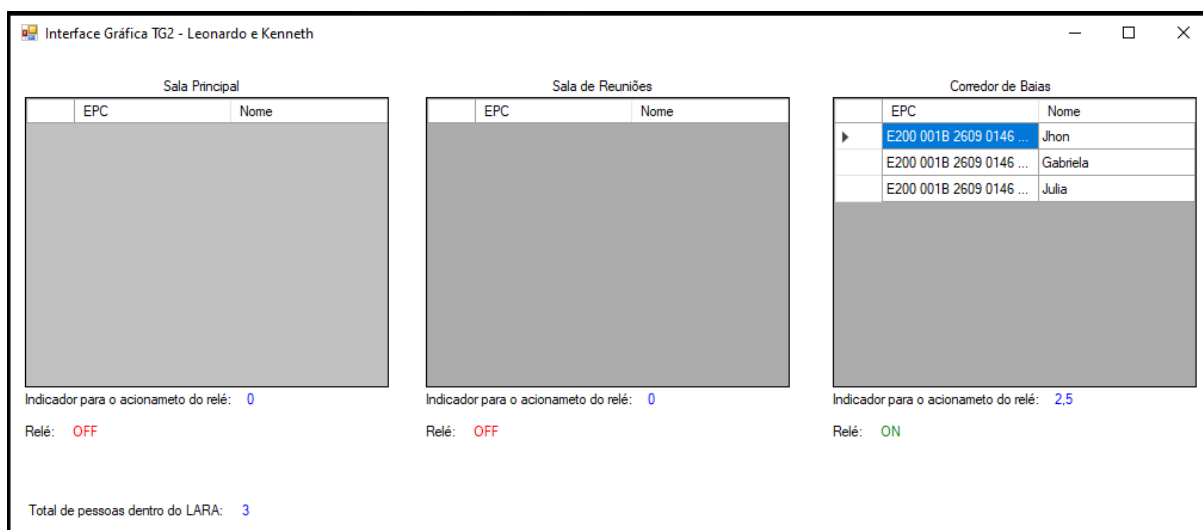 Interface Gráfica TG2 - Leonardo e Kenneth
Sala Principal
EPC Nome
Indicador para o acionameto do relé: 0
Relé: OFF
Sala de Reuniões
EPC Nome
Indicador para o acionameto do relé: 0
Relé: OFF
Corredor de Baias
EPC Nome
E200 001B 2609 0146 ... Jhon
E200 001B 2609 0146 ... Gabriela
E200 001B 2609 0146 ... Julia
Indicador para o acionameto do relé: 2,5
Relé: ON
Total de pessoas dentro do LARA: 3